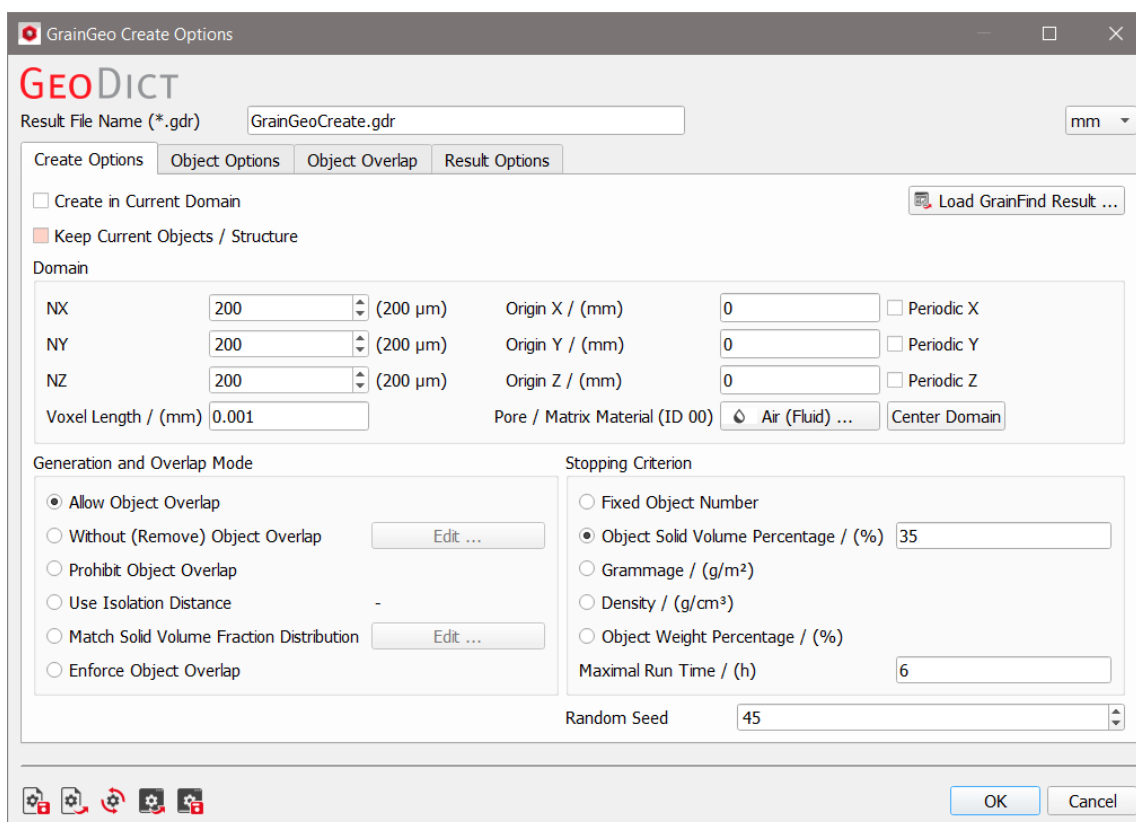 GrainGeo Create Options
GEODICT
Result File Name (*.gdr) GrainGeoCreate.gdr mm
Create Options Object Options Object Overlap Result Options
Create in Current Domain Load GrainFind Result ...
Keep Current Objects / Structure
Domain
NX 200 (200 µm) Origin X / (mm) 0 Periodic X
NY 200 (200 µm) Origin Y / (mm) 0 Periodic Y
NZ 200 (200 µm) Origin Z / (mm) 0 Periodic Z
Voxel Length / (mm) 0.001 Pore / Matrix Material (ID 00) Air (Fluid) ... Center Domain
Generation and Overlap Mode Stopping Criterion
Allow Object Overlap Fixed Object Number
Without (Remove) Object Overlap Edit ... Object Solid Volume Percentage / (%) 35
Prohibit Object Overlap Grammage / (g/m²)
Use Isolation Distance - Density / (g/cm³)
Match Solid Volume Fraction Distribution Edit ... Object Weight Percentage / (%)
Enforce Object Overlap Maximal Run Time / (h) 6
Random Seed 45
OK Cancel